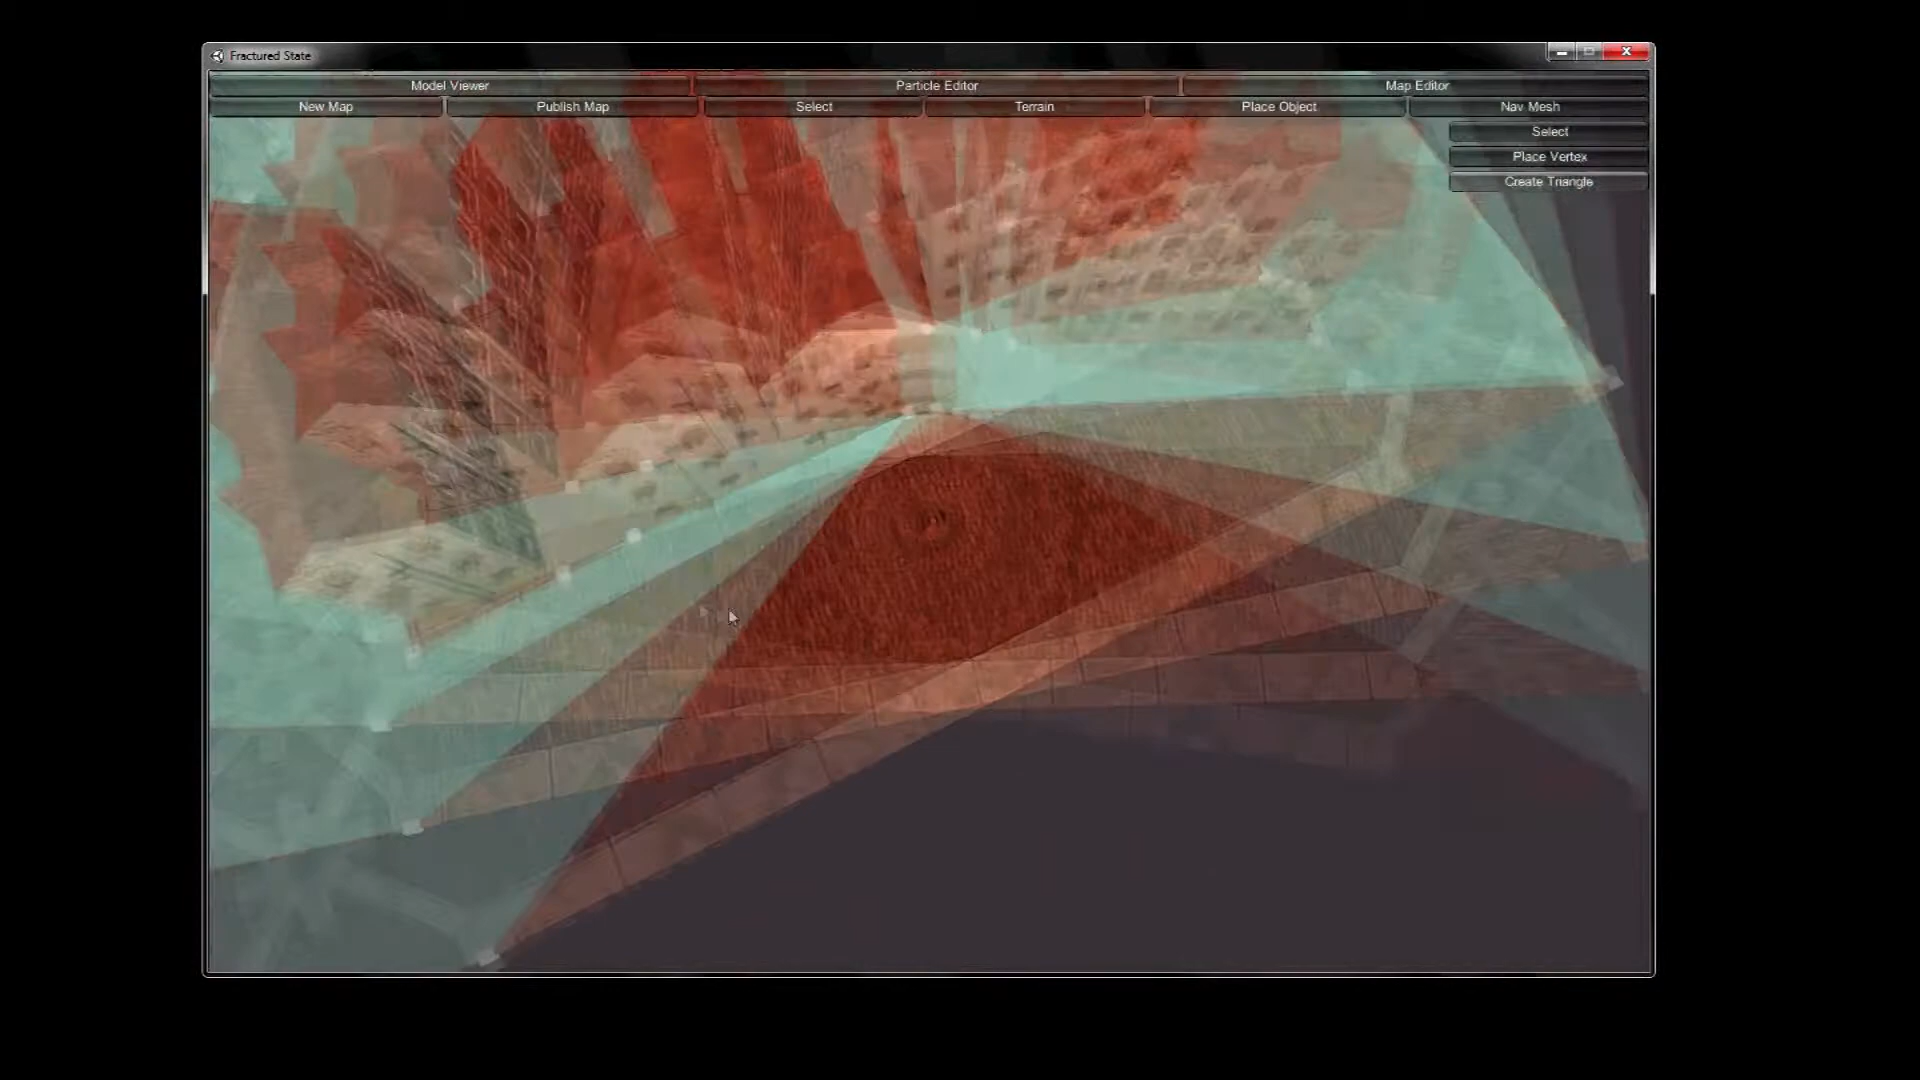 Fractured State
Model Viewer Particle Editor Map Editor
New Map Publish Map Select Terrain Place Object Nav Mesh
Select
Place Vertex
Create Triangle